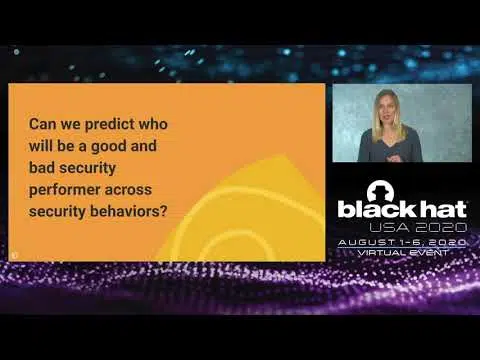 Can we predict who
will be a good and
bad security
performer across
security behaviors?
black hat
USA 2020
AUGUST 1-6, 2020
VIRTUAL EVENT